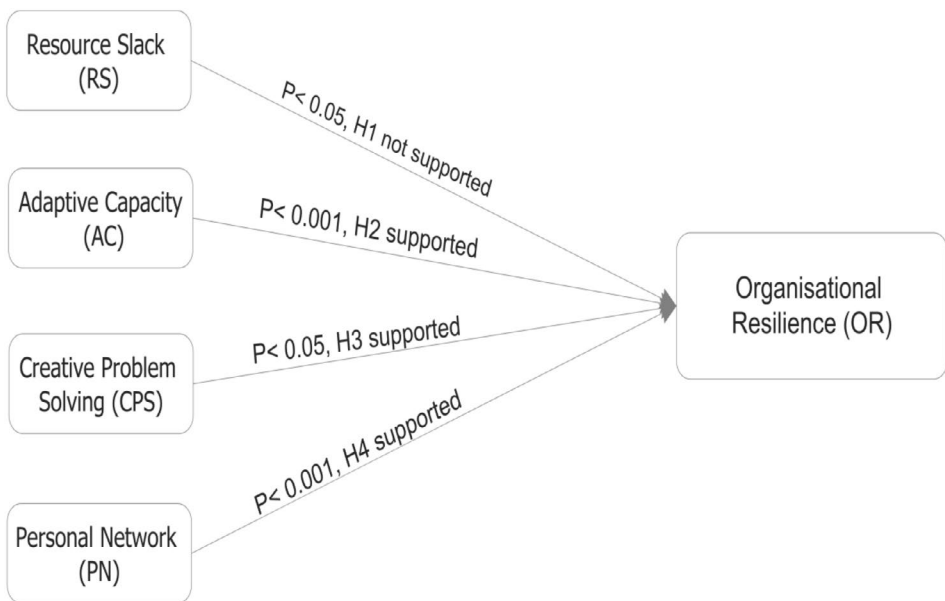 Resource Slack
(RS)
P< 0.05, H1 not supported
Adaptive Capacity
(AC)
P< 0.001, H2 supported
Creative Problem
Solving (CPS)
P< 0.05, H3 supported
Personal Network
(PN)
P< 0.001, H4 supported
Organisational
Resilience (OR)